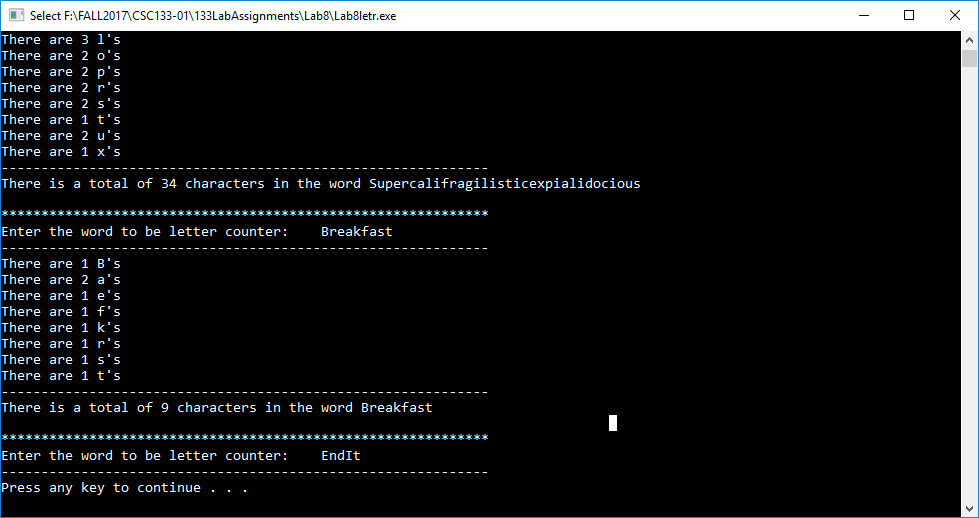 Select F:\FALL2017\CSC133-01\133LabAssignments\Lab8\Lab8letr.exe
There are 3 l's
There are 2 o's
There are 2 p's
There are 2 r's
There are 2 s's
There are 1 t's
There are 2 u's
There are 1 x's
-------------------------------------------------------------
There is a total of 34 characters in the word Supercalifragilisticexpialidocious
*************************************************************
Enter the word to be letter counter:    Breakfast
-------------------------------------------------------------
There are 1 B's
There are 2 a's
There are 1 e's
There are 1 f's
There are 1 k's
There are 1 r's
There are 1 s's
There are 1 t's
-------------------------------------------------------------
There is a total of 9 characters in the word Breakfast
*************************************************************
Enter the word to be letter counter:    EndIt
-------------------------------------------------------------
Press any key to continue . . .